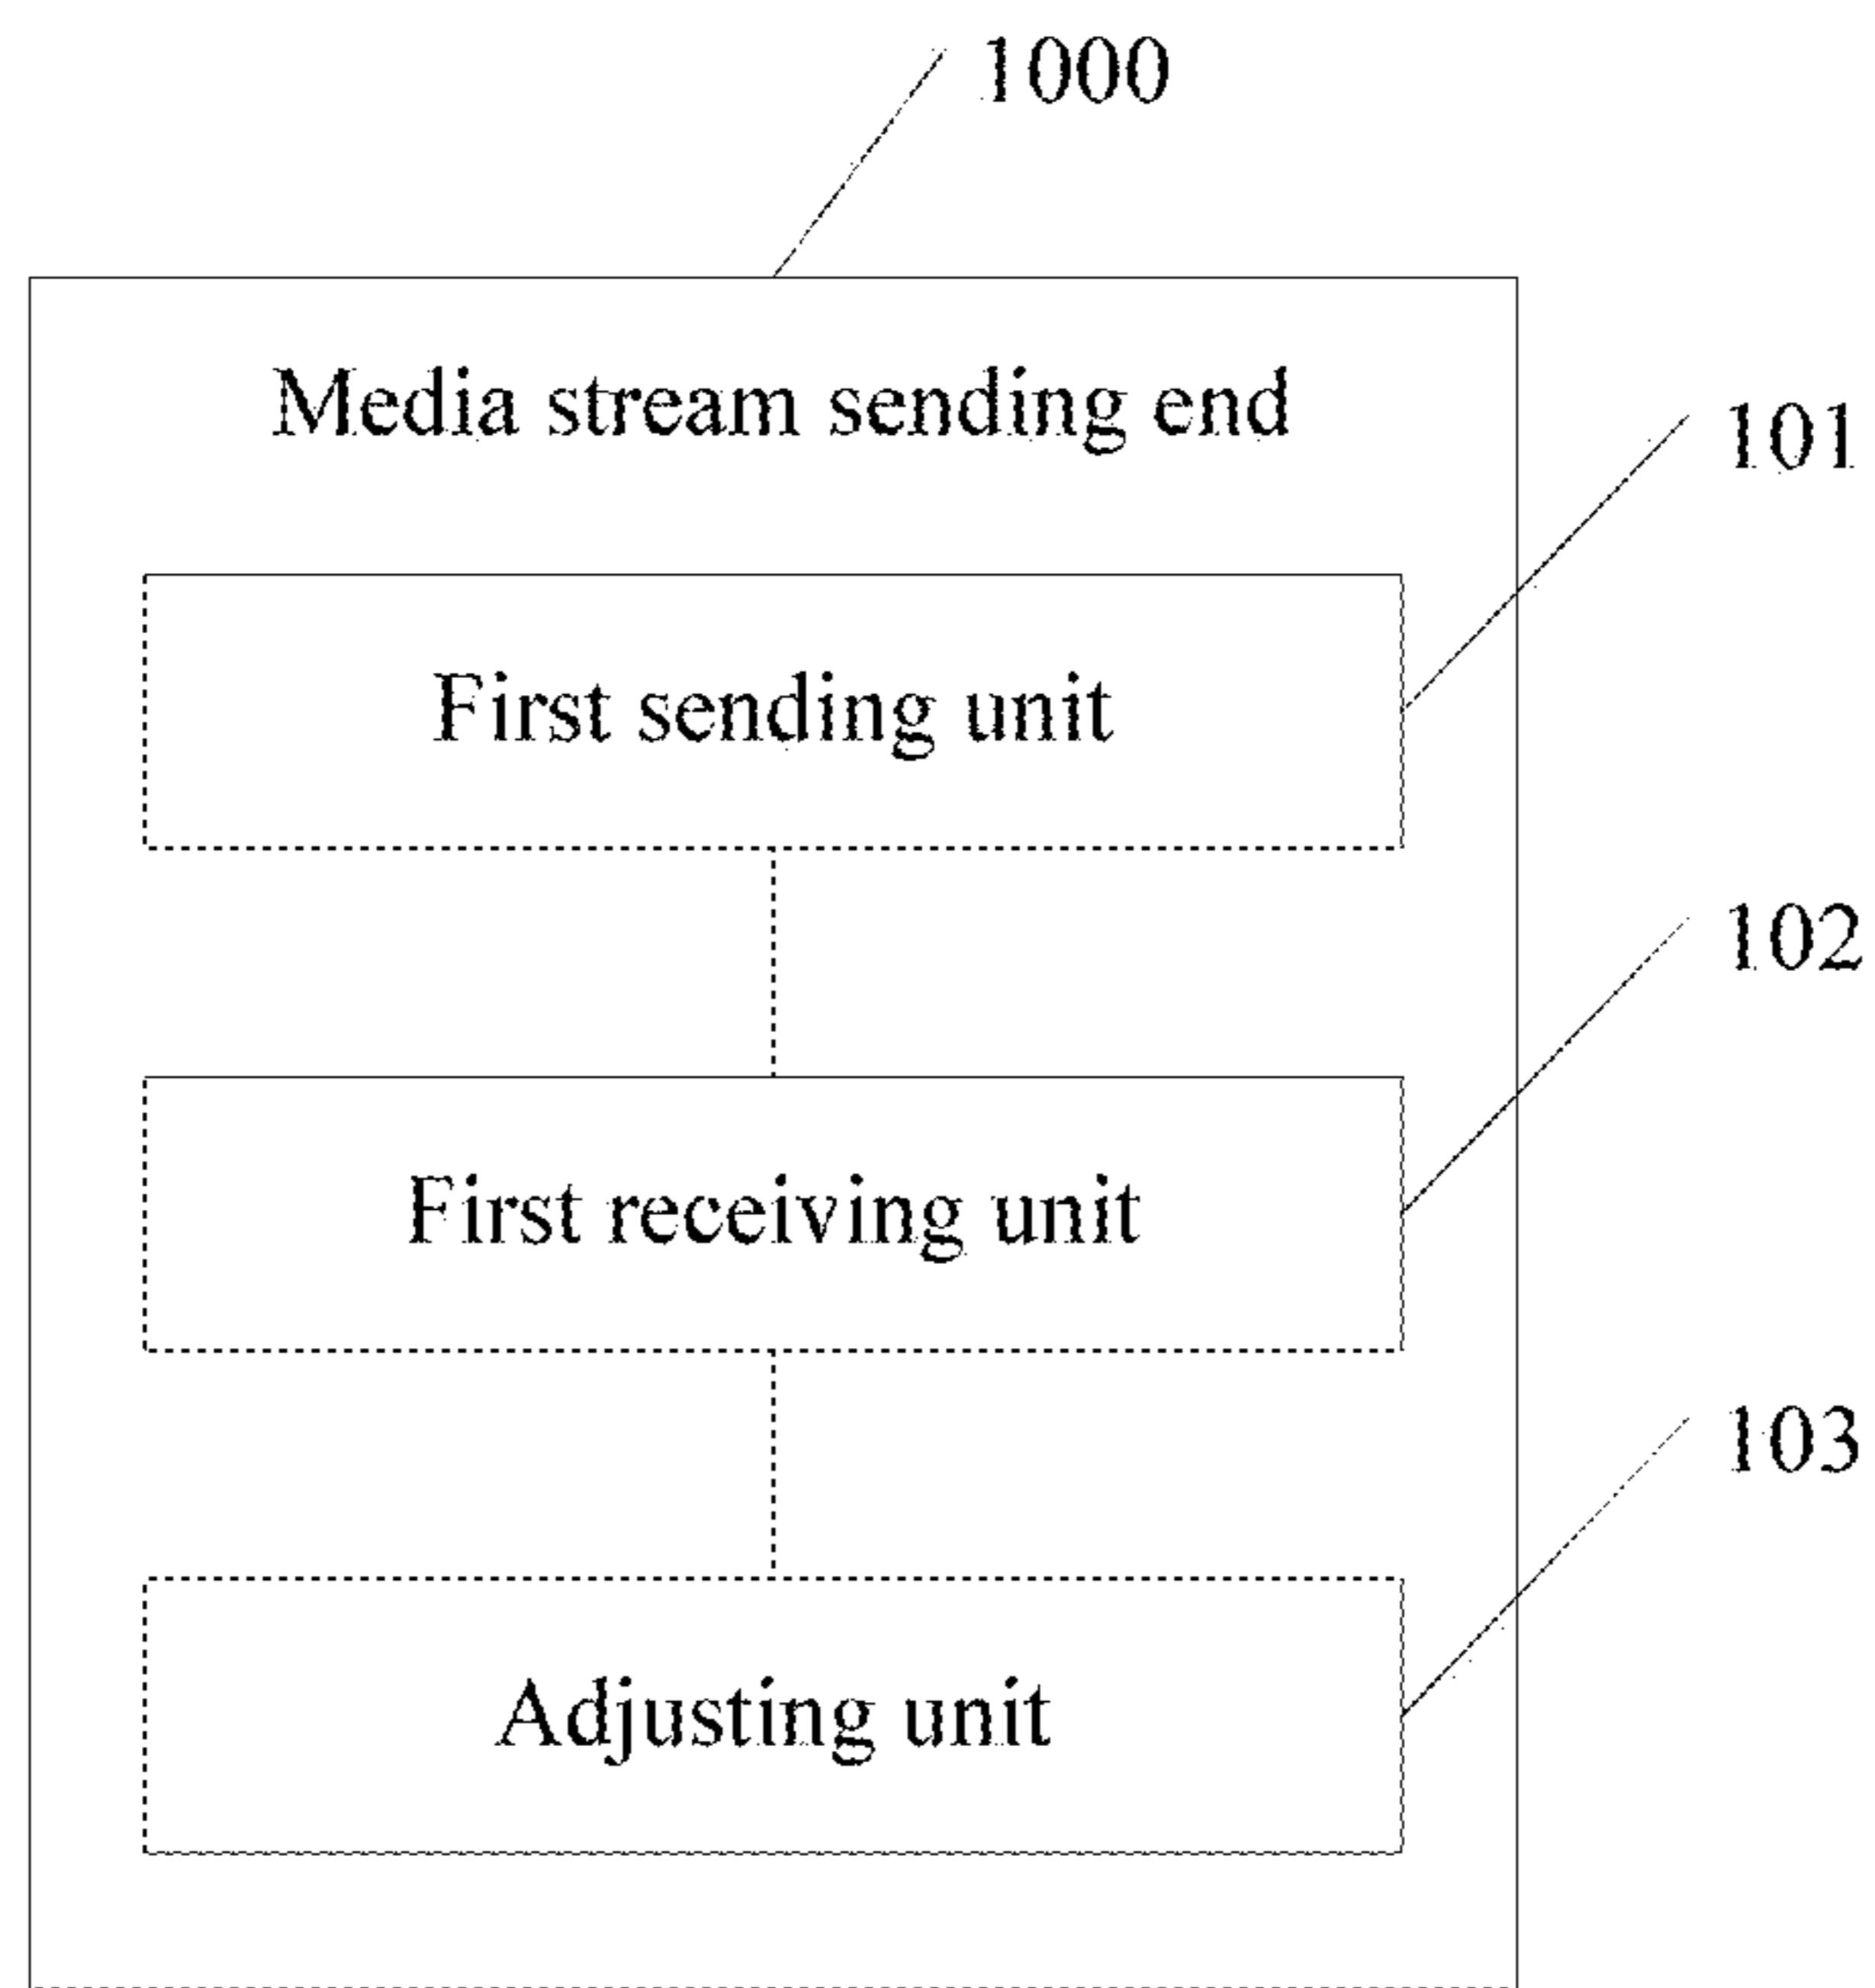 1000
Media stream sending end
101
First sending unit
102
First receiving unit
103
Adjusting unit